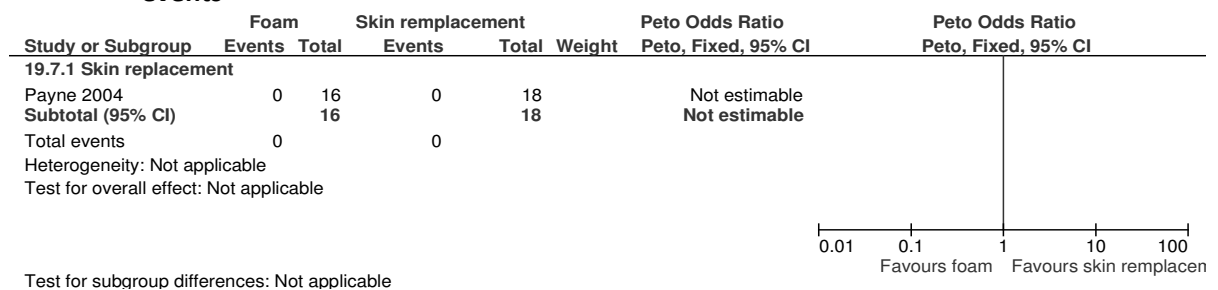 events
Foam Skin remplacement Peto Odds Ratio Peto Odds Ratio
Study or Subgroup Events Total Events Total Weight Peto, Fixed, 95% CI Peto, Fixed, 95% CI
19.7.1 Skin replacement
Payne 2004 0 16 0 18 Not estimable
Subtotal (95% CI) 16 18 Not estimable
Total events 0 0
Heterogeneity: Not applicable
Test for overall effect: Not applicable
0.01 0.1 1 10 100
Favours foam Favours skin remplacem
Test for subgroup differences: Not applicable